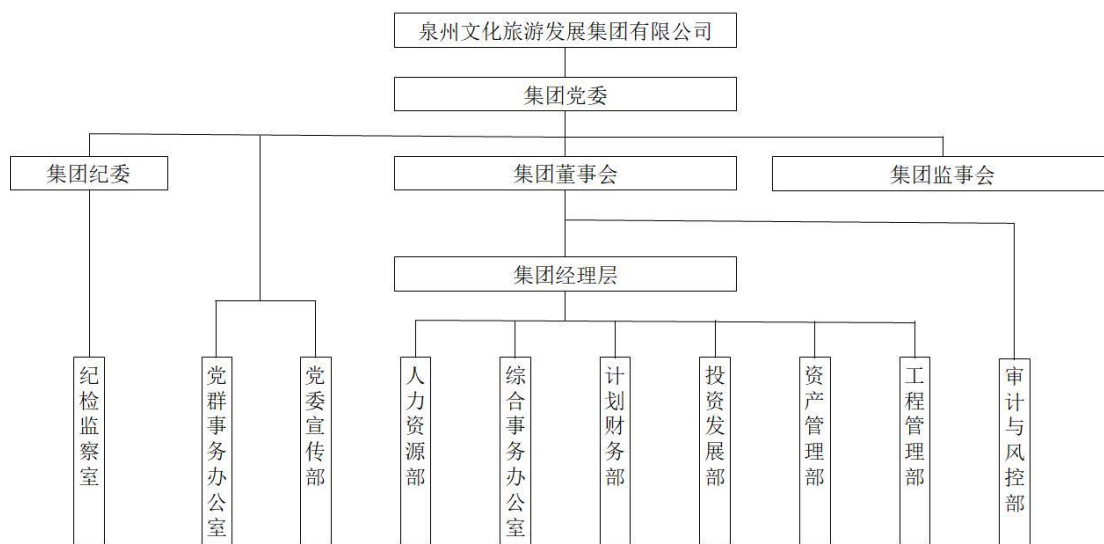 泉州文化旅游发展集团有限公司
集团党委
集团纪委
集团董事会
集团监事会
集团经理层
纪检监察室
党群事务办公室
党委宣传部
人力资源部
综合事务办公室
计划财务部
投资发展部
资产管理部
工程管理部
审计与风控部